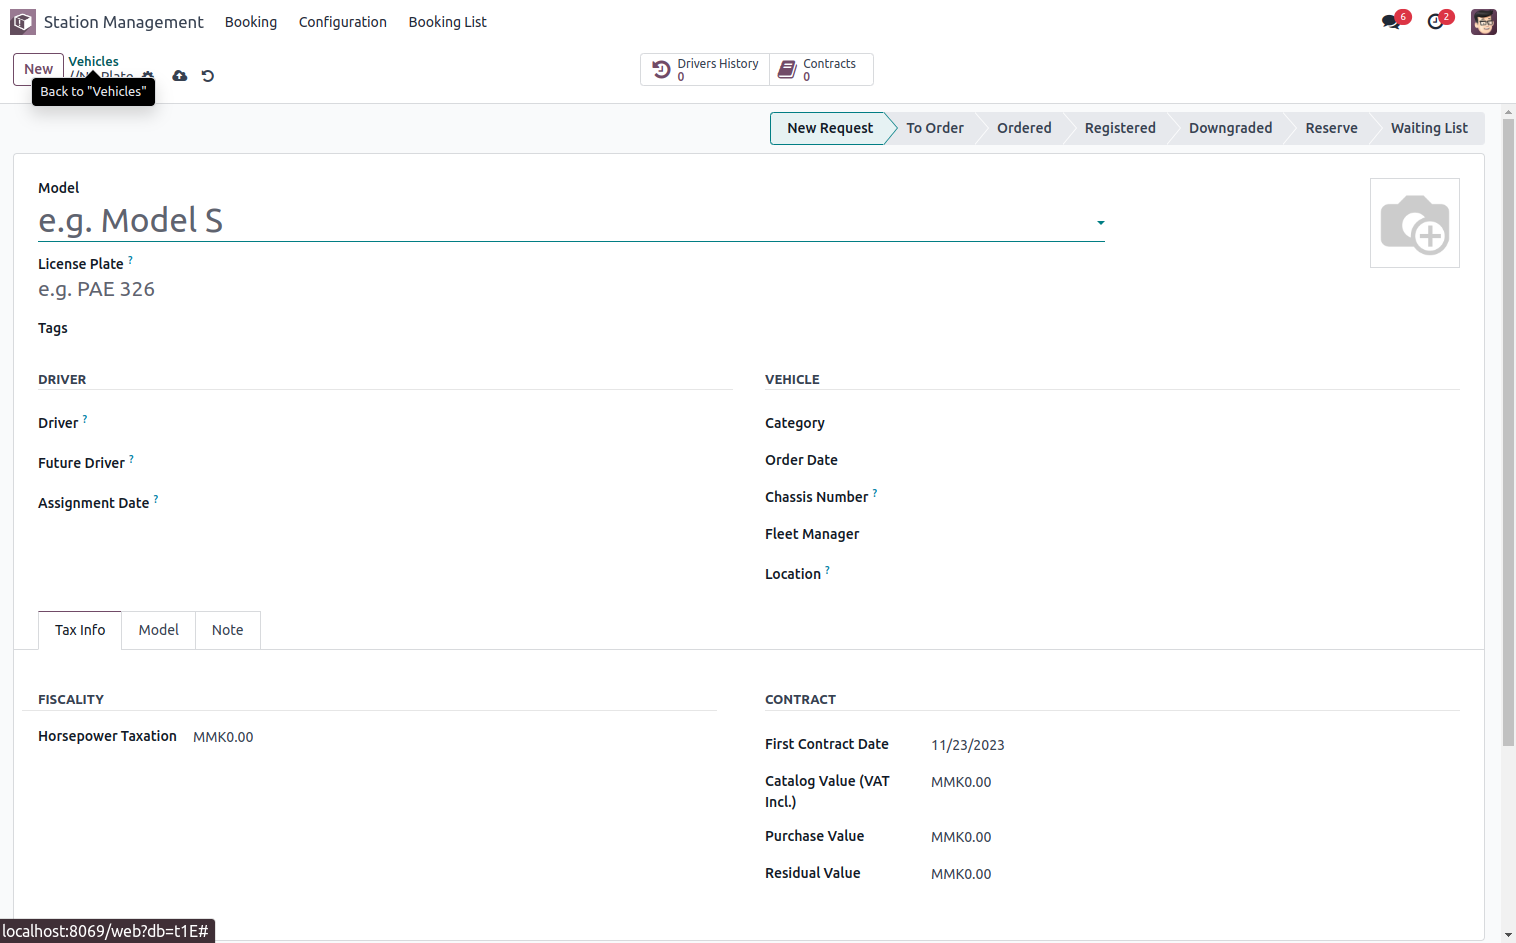 Station Management Booking Configuration Booking List 6 2
New Vehicles Drivers History 0 Contracts 0
Back to "Vehicles"
New Request To Order Ordered Registered Downgraded Reserve Waiting List
Model
e.g. Model S
License Plate ?
e.g. PAE 326
Tags
DRIVER VEHICLE
Driver ? Category
Future Driver ? Order Date
Assignment Date ? Chassis Number ?
Fleet Manager
Location ?
Tax Info Model Note
FISCALITY CONTRACT
Horsepower Taxation MMK0.00
First Contract Date 11/23/2023
Catalog Value (VAT Incl.) MMK0.00
Purchase Value MMK0.00
Residual Value MMK0.00
localhost:8069/web?db=t1E#